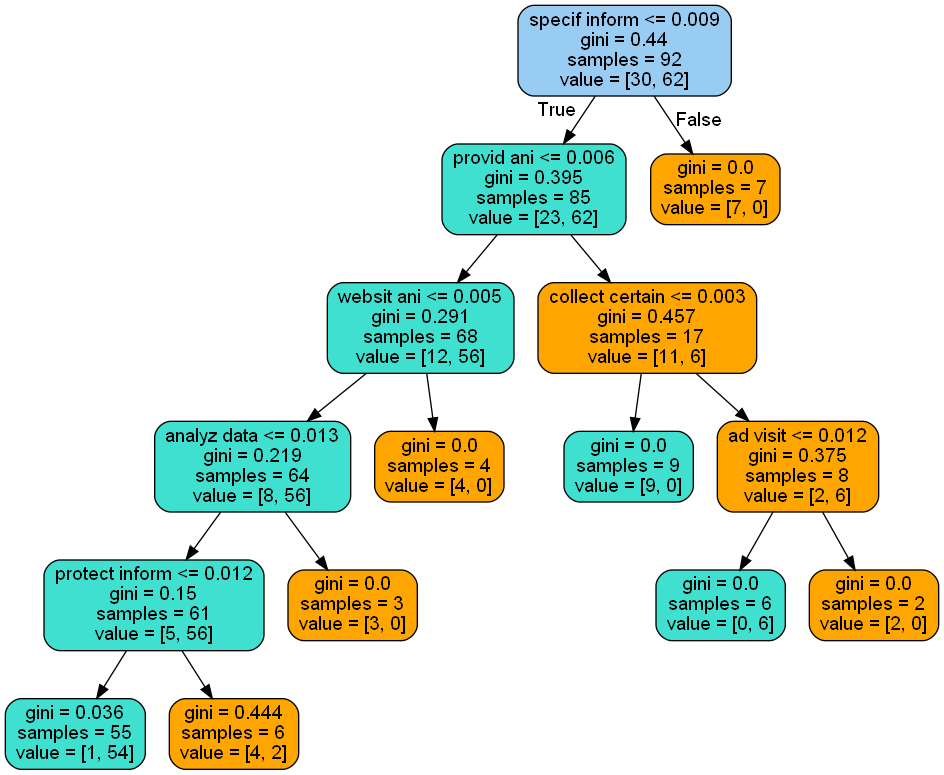 specif inform <= 0.009
gini = 0.44
samples = 92
value = [30, 62]
True
False
provid ani <= 0.006
gini = 0.395
samples = 85
value = [23, 62]
gini = 0.0
samples = 7
value = [7, 0]
websit ani <= 0.005
gini = 0.291
samples = 68
value = [12, 56]
collect certain <= 0.003
gini = 0.457
samples = 17
value = [11, 6]
analyz data <= 0.013
gini = 0.219
samples = 64
value = [8, 56]
gini = 0.0
samples = 4
value = [4, 0]
gini = 0.0
samples = 9
value = [9, 0]
ad visit <= 0.012
gini = 0.375
samples = 8
value = [2, 6]
protect inform <= 0.012
gini = 0.15
samples = 61
value = [5, 56]
gini = 0.0
samples = 3
value = [3, 0]
gini = 0.0
samples = 6
value = [0, 6]
gini = 0.0
samples = 2
value = [2, 0]
gini = 0.036
samples = 55
value = [1, 54]
gini = 0.444
samples = 6
value = [4, 2]